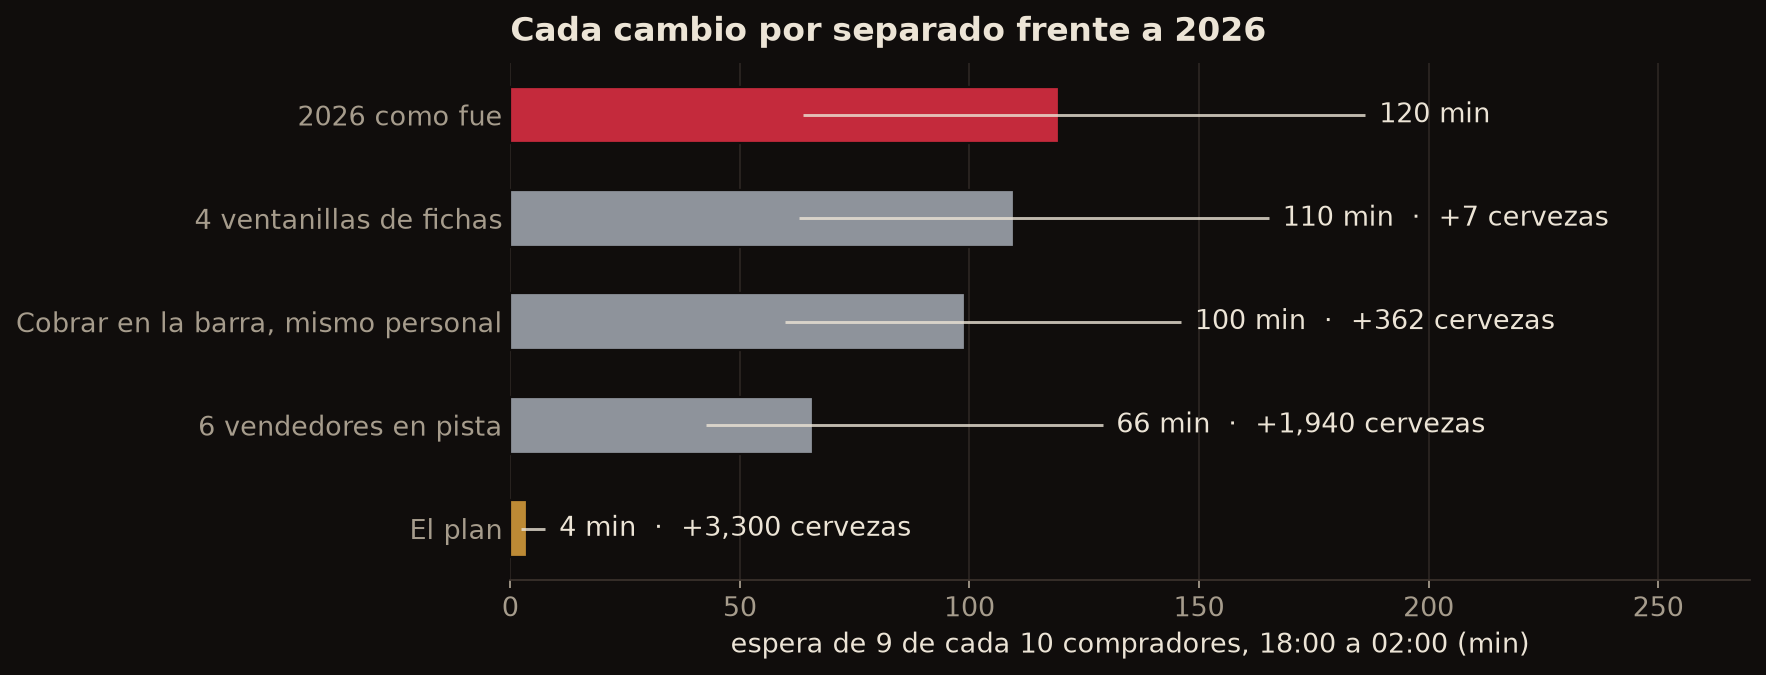 Cada cambio por separado frente a 2026
2026 como fue
120 min
4 ventanillas de fichas
110 min · +7 cervezas
Cobrar en la barra, mismo personal
100 min · +362 cervezas
6 vendedores en pista
66 min · +1,940 cervezas
El plan
4 min · +3,300 cervezas
0 50 100 150 200 250
espera de 9 de cada 10 compradores, 18:00 a 02:00 (min)